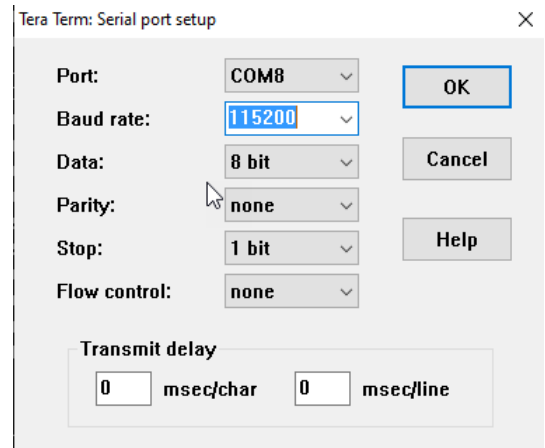 Tera Term: Serial port setup
Port: COM8 OK
Baud rate: 115200
Data: 8 bit Cancel
Parity: none
Stop: 1 bit Help
Flow control: none
Transmit delay
0 msec/char 0 msec/line